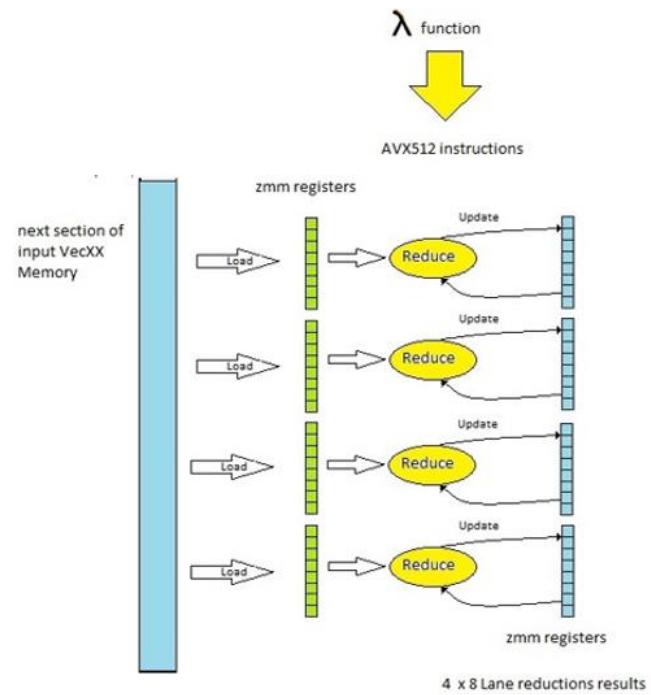 λ function
AVX512 instructions
zmm registers
next section of
input VecXX
Memory
Load
Reduce
Update
Load
Reduce
Update
Load
Reduce
Update
Load
Reduce
Update
zmm registers
4 x 8 Lane reductions results